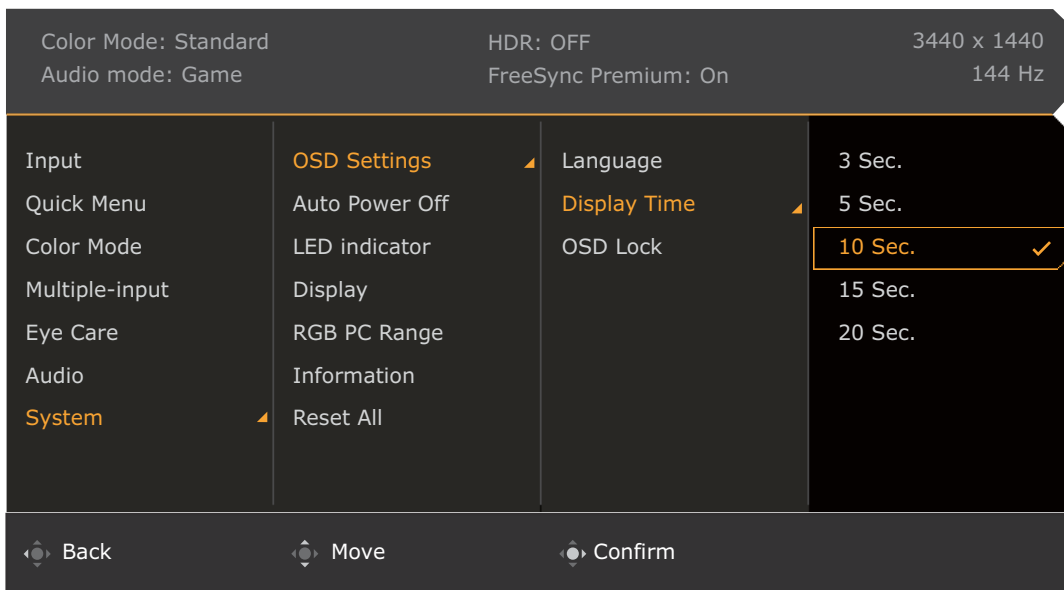 Color Mode: Standard
HDR: OFF
3440 x 1440
Audio mode: Game
FreeSync Premium: On
144 Hz
Input
Quick Menu
Color Mode
Multiple-input
Eye Care
Audio
System
OSD Settings
Auto Power Off
LED indicator
Display
RGB PC Range
Information
Reset All
Language
Display Time
OSD Lock
3 Sec.
5 Sec.
10 Sec.
15 Sec.
20 Sec.
Back
Move
Confirm